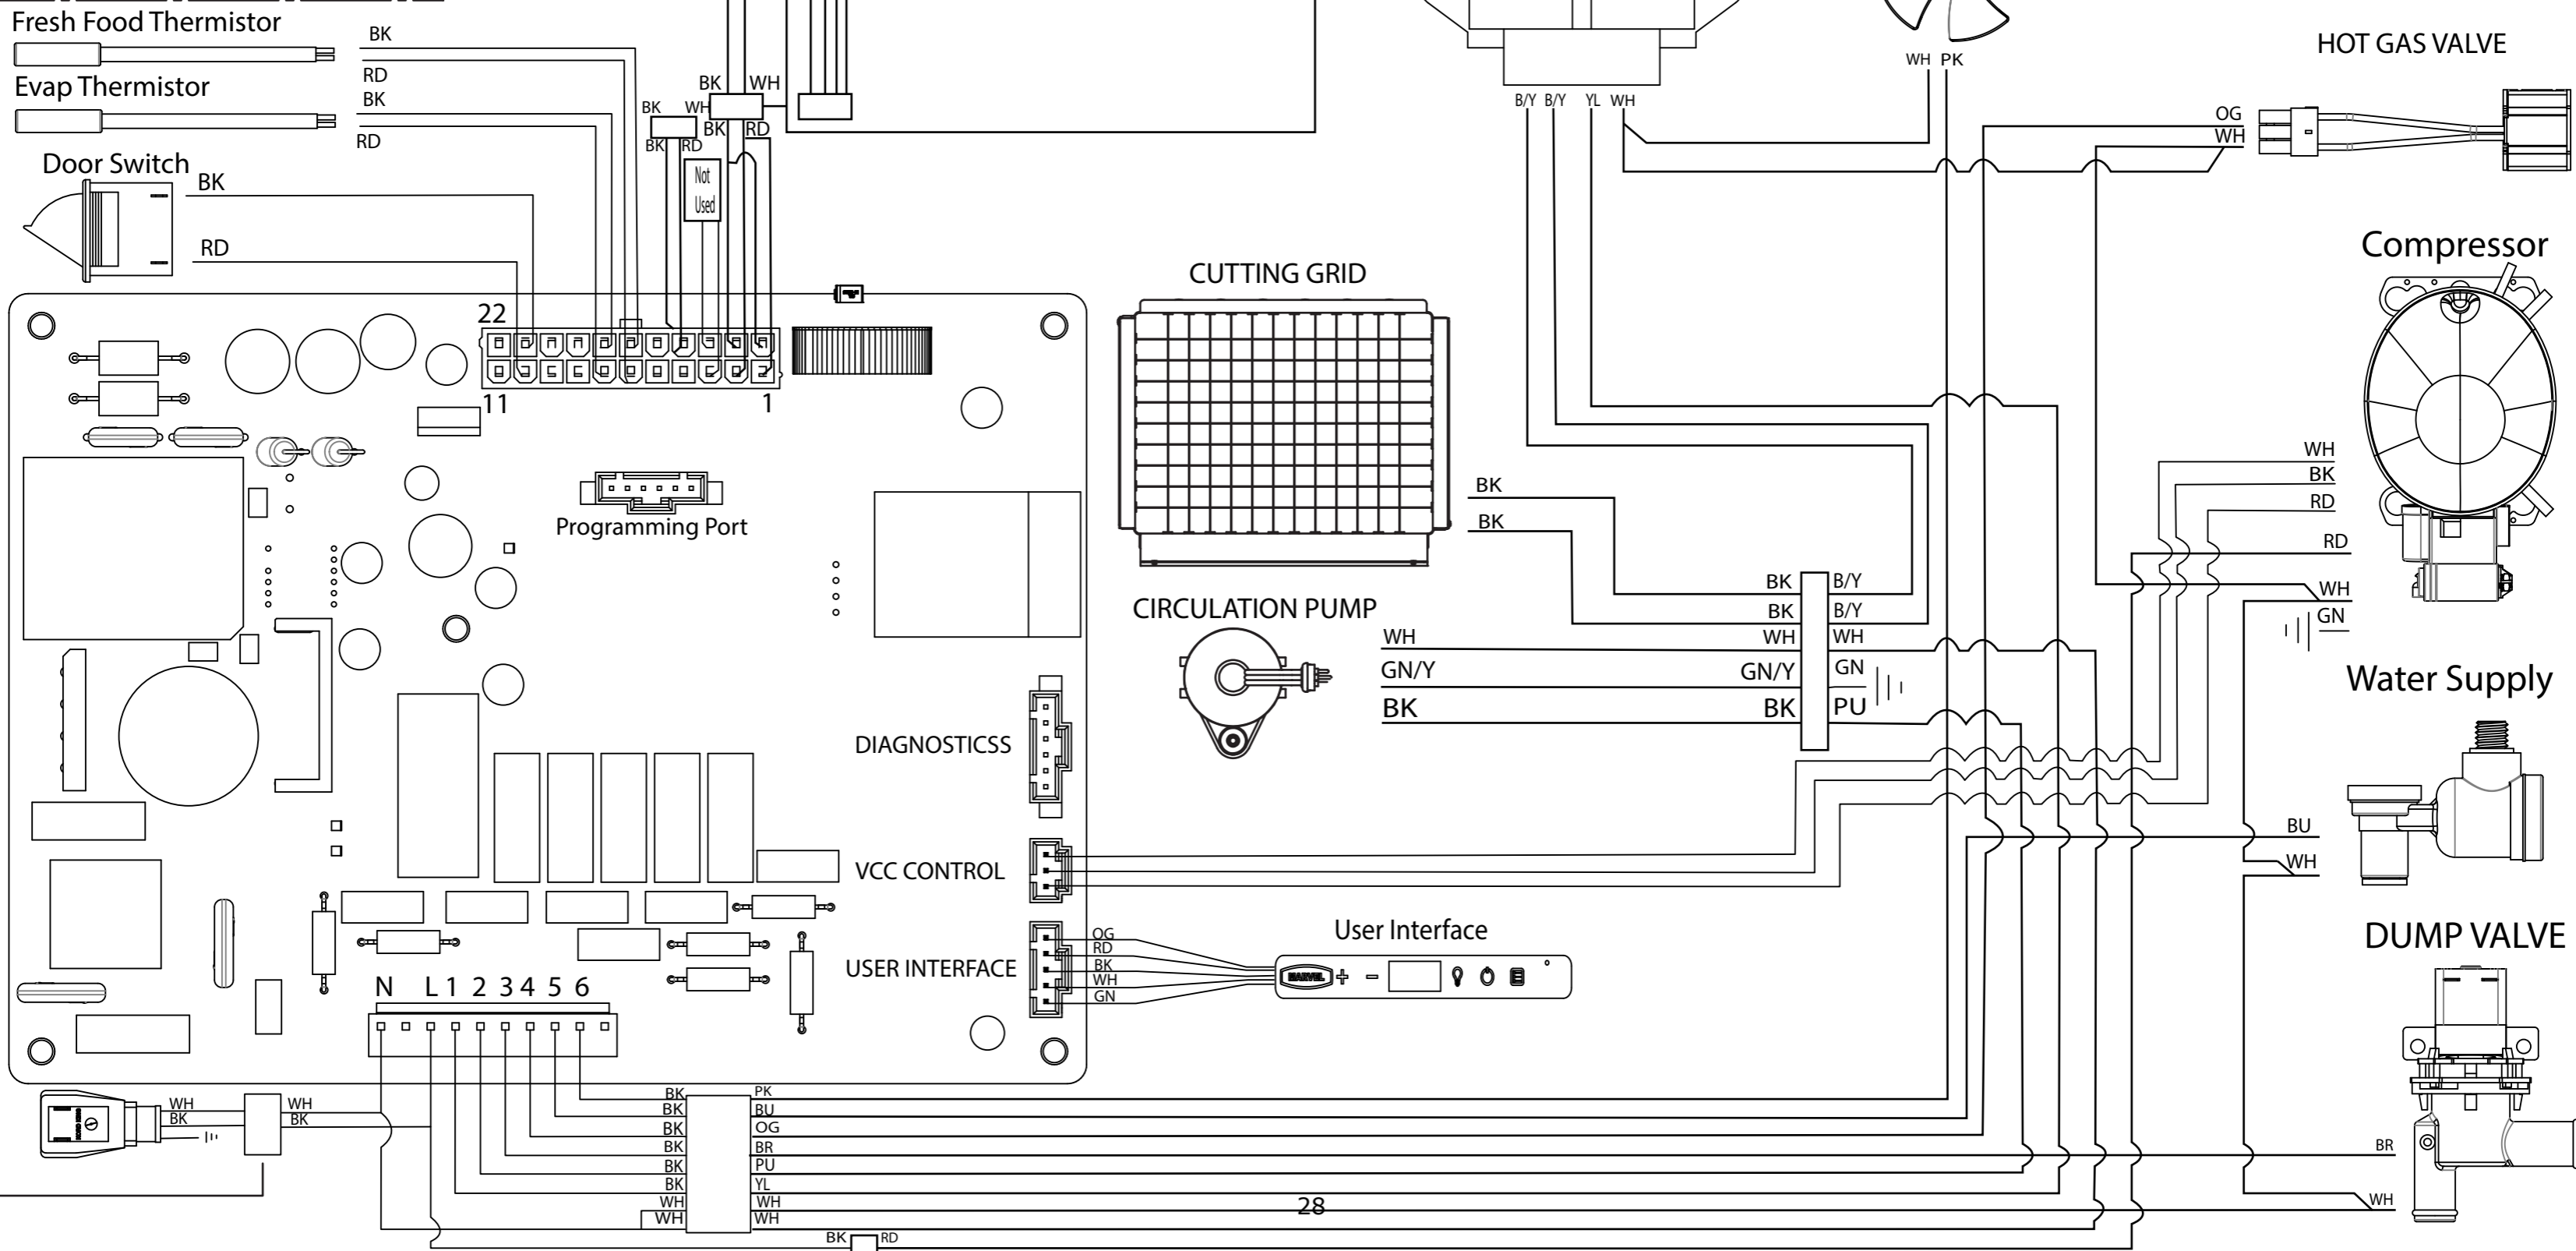 Fresh Food Thermistor
BK
RD
Evap Thermistor
BK
RD
Door Switch
BK
RD
BK
WH
BK
WH
BK
RD
BK
RD
Not
Used
WH
PK
B/Y
B/Y
YL
WH
HOT GAS VALVE
OG
WH
Compressor
WH
BK
RD
RD
WH
GN
22
11
1
CUTTING GRID
BK
BK
Programming Port
CIRCULATION PUMP
WH
GN/Y
BK
BK
B/Y
BK
B/Y
WH
WH
GN/Y
GN
BK
PU
Water Supply
BU
WH
DIAGNOSTICSS
VCC CONTROL
USER INTERFACE
OG
RD
BK
WH
GN
User Interface
MARVEL
+
-
DUMP VALVE
BR
WH
N L 1 2 3 4 5 6
WH
BK
WH
BK
BK
PK
BK
BU
BK
OG
BK
BR
BK
PU
BK
YL
WH
WH
WH
WH
BK
RD
28